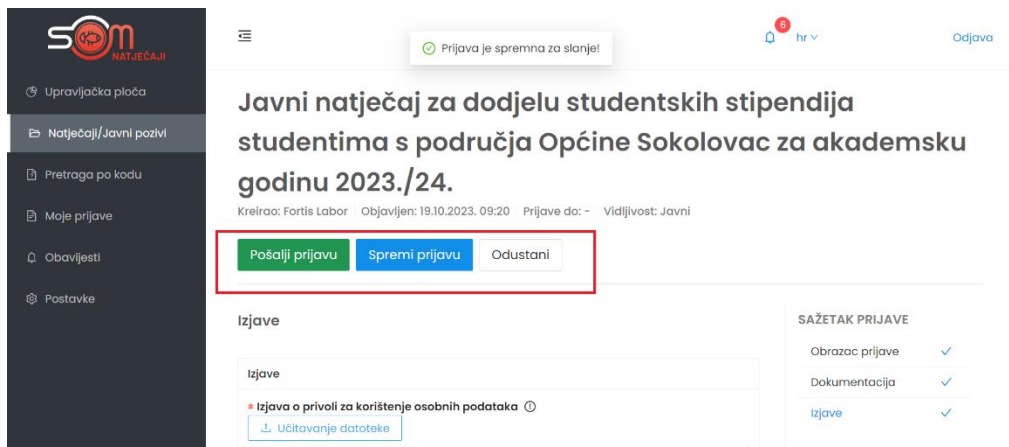 SOM
NATJEČAJI
Upravljačka ploča
Natječaji/Javni pozivi
Pretraga po kodu
Moje prijave
Obavijesti
Postavke
Prijava je spremna za slanje!
6
hr
Odjava
Javni natječaj za dodjelu studentskih stipendija
studentima s područja Općine Sokolovac za akademsku
godinu 2023./24.
Kreirao: Fortis Labor Objavljen: 19.10.2023. 09:20 Prijave do: - Vidljivost: Javni
Pošalji prijavu Spremi prijavu Odustani
Izjave
Izjave
* Izjava o privoli za korištenje osobnih podataka
Učitavanje datoteke
SAŽETAK PRIJAVE
Obrazac prijave
Dokumentacija
Izjave